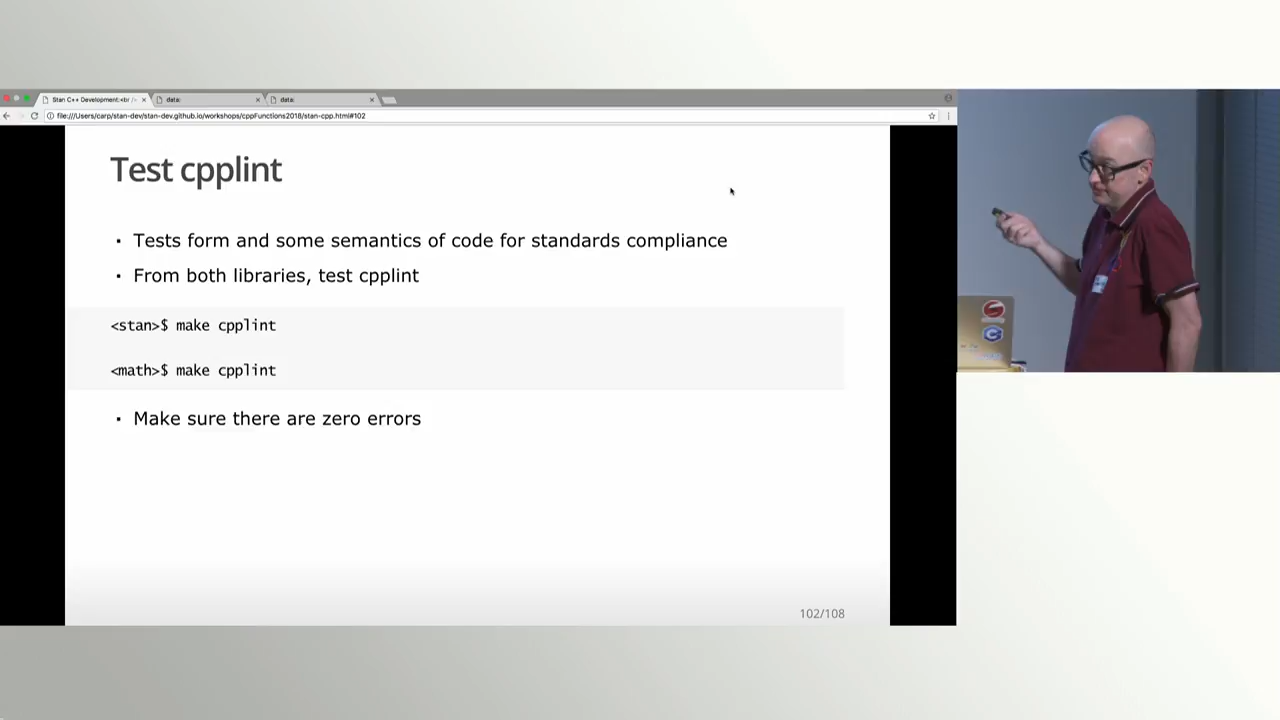 Stan C++ Development:<br /
data:
data:
file:///Users/carp/stan-dev/stan-dev.github.io/workshops/cppFunctions2018/stan-cpp.html#102
Test cpplint
· Tests form and some semantics of code for standards compliance
· From both libraries, test cpplint
<stan>$ make cpplint
<math>$ make cpplint
· Make sure there are zero errors
102/108